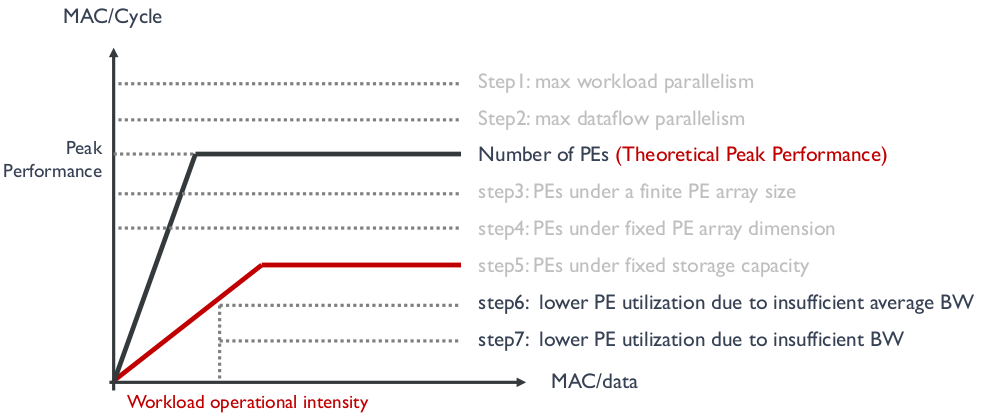 MAC/Cycle
Step1: max workload parallelism
Step2: max dataflow parallelism
Peak
Performance
Number of PEs (Theoretical Peak Performance)
step3: PEs under a finite PE array size
step4: PEs under fixed PE array dimension
step5: PEs under fixed storage capacity
step6: lower PE utilization due to insufficient average BW
step7: lower PE utilization due to insufficient BW
MAC/data
Workload operational intensity